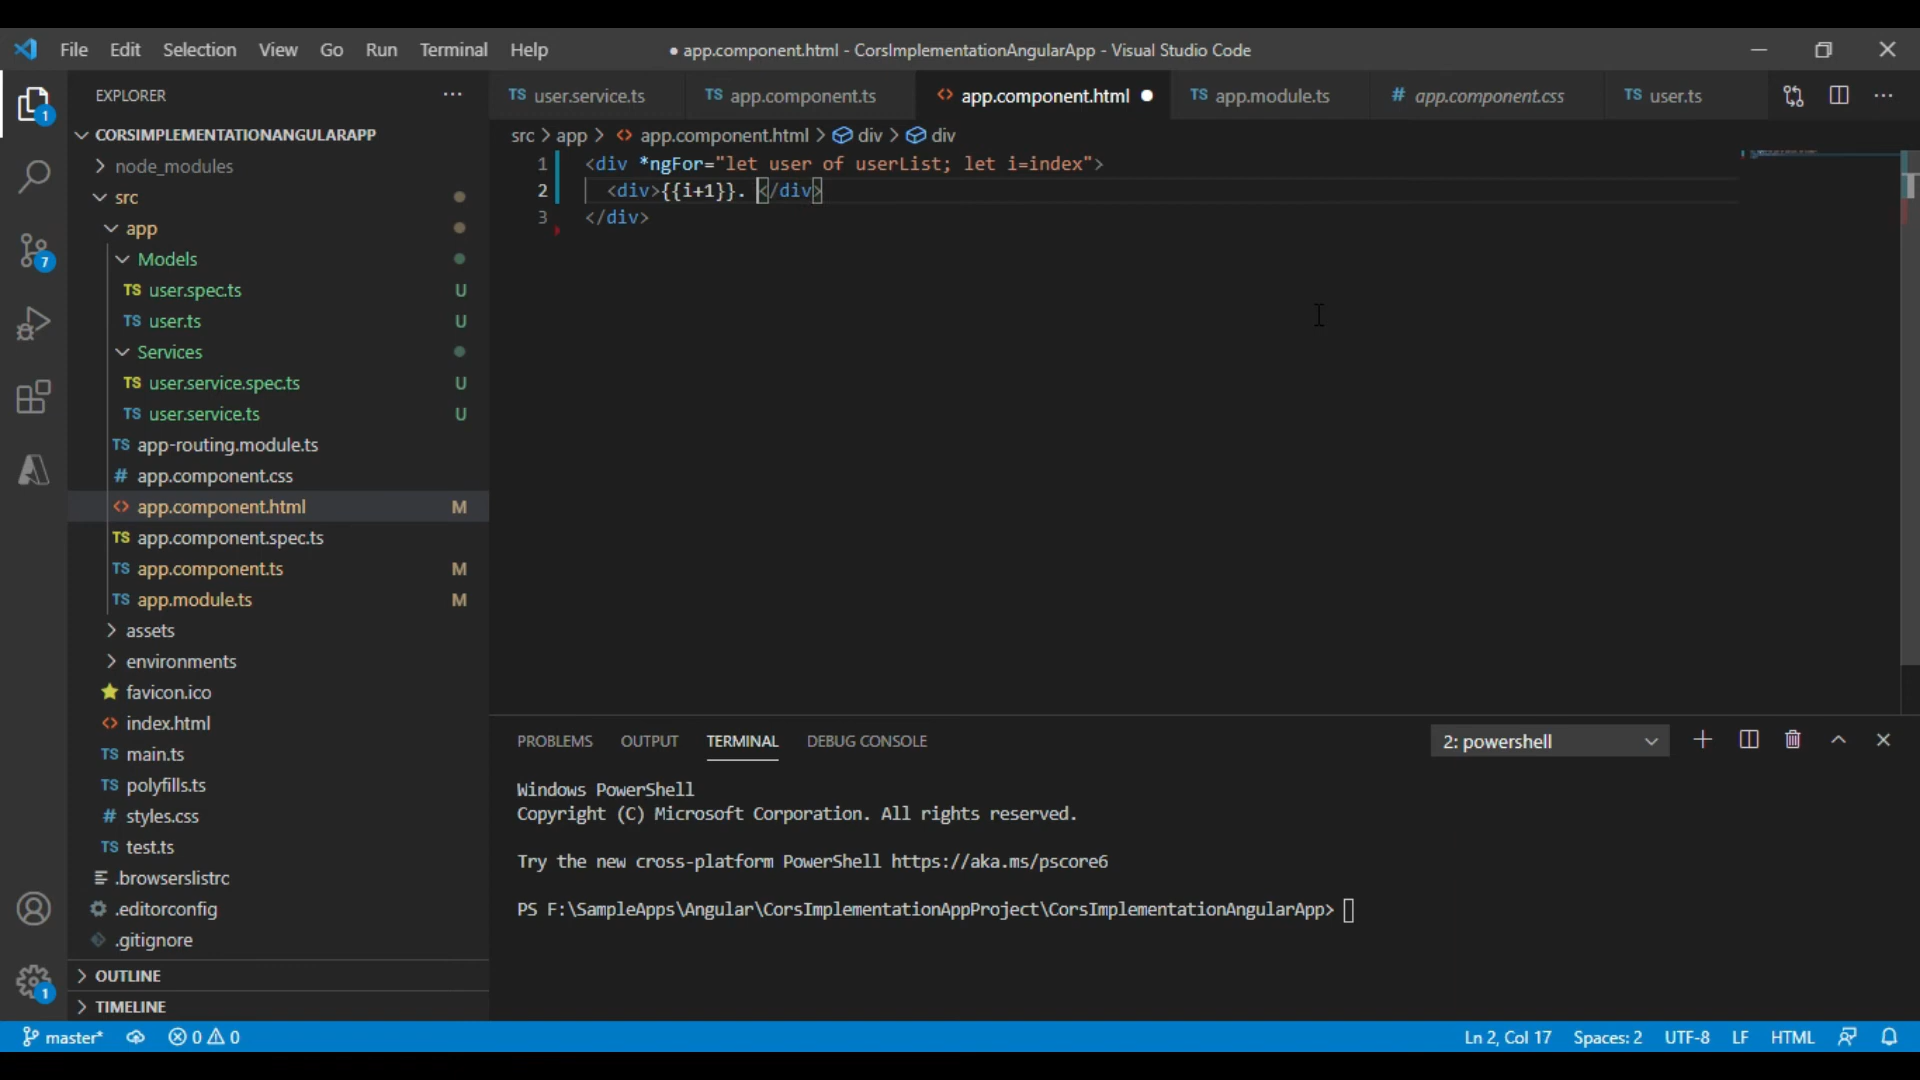 File Edit Selection View Go Run Terminal Help
● app.component.html - CorsImplementationAngularApp - Visual Studio Code
EXPLORER
CORSIMPLEMENTATIONANGULARAPP
node_modules
src
app
Models
TS user.spec.ts U
TS user.ts U
Services
TS user.service.spec.ts U
TS user.service.ts U
TS app-routing.module.ts
# app.component.css
<> app.component.html M
TS app.component.spec.ts
TS app.component.ts M
TS app.module.ts M
assets
environments
favicon.ico
<> index.html
TS main.ts
TS polyfills.ts
# styles.css
TS test.ts
.browserslistrc
.editorconfig
.gitignore
OUTLINE
TIMELINE
1
7
1
TS user.service.ts TS app.component.ts <> app.component.html ● TS app.module.ts # app.component.css TS user.ts
src > app > <> app.component.html > div > div
1 <div *ngFor="let user of userList; let i=index">
2 <div>{{i+1}}. </div>
3 </div>
PROBLEMS OUTPUT TERMINAL DEBUG CONSOLE 2: powershell
Windows PowerShell
Copyright (C) Microsoft Corporation. All rights reserved.
Try the new cross-platform PowerShell https://aka.ms/pscore6
PS F:\SampleApps\Angular\CorsImplementationAppProject\CorsImplementationAngularApp>
master* 0 0 Ln 2, Col 17 Spaces: 2 UTF-8 LF HTML